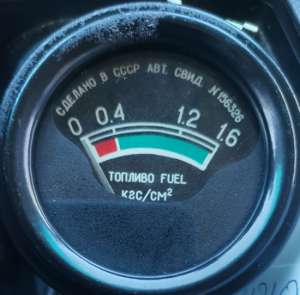 СДЕЛАНО В СССР АВТ. СВИД. №156326
0 0.4 1.2 1.6
ТОПЛИВО FUEL
кгс/см²